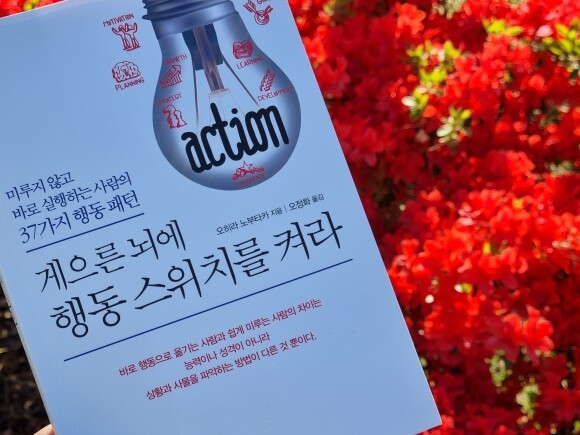 MOTIVATION
GOAL
PLANNING
GROWTH
LEARNING
STRATEGY
DEVELOPMENT
action
미루지 않고
바로 실행하는 사람의
37가지 행동 패턴
오히라 노부타카 지음 | 오정화 옮김
게으른 뇌에
행동 스위치를 켜라
바로 행동으로 옮기는 사람과 쉽게 미루는 사람의 차이는
능력이나 성격이 아니라
상황과 사물을 파악하는 방법이 다른 것 뿐이다.